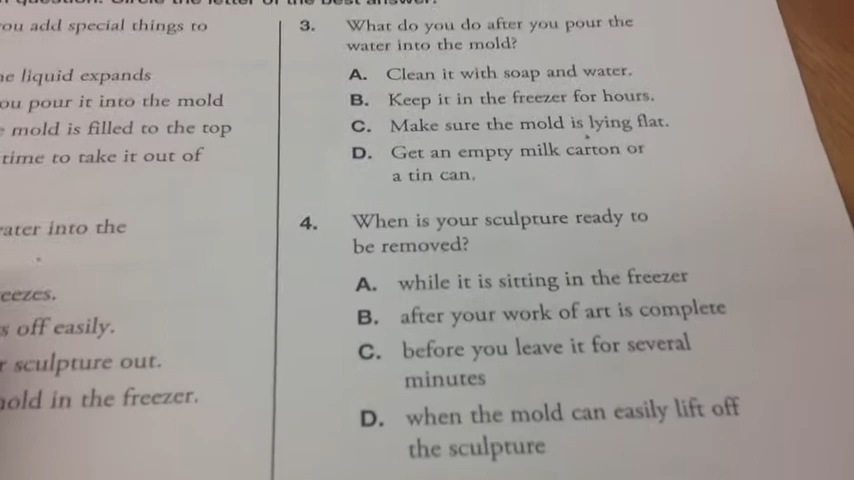 ou add special things to
e liquid expands
ou pour it into the mold
mold is filled to the top
time to take it out of
ater into the
eezes.
s off easily.
r sculpture out.
old in the freezer.
3. What do you do after you pour the
water into the mold?
A. Clean it with soap and water.
B. Keep it in the freezer for hours.
C. Make sure the mold is lying flat.
D. Get an empty milk carton or
a tin can.
4. When is your sculpture ready to
be removed?
A. while it is sitting in the freezer
B. after your work of art is complete
C. before you leave it for several
minutes
D. when the mold can easily lift off
the sculpture